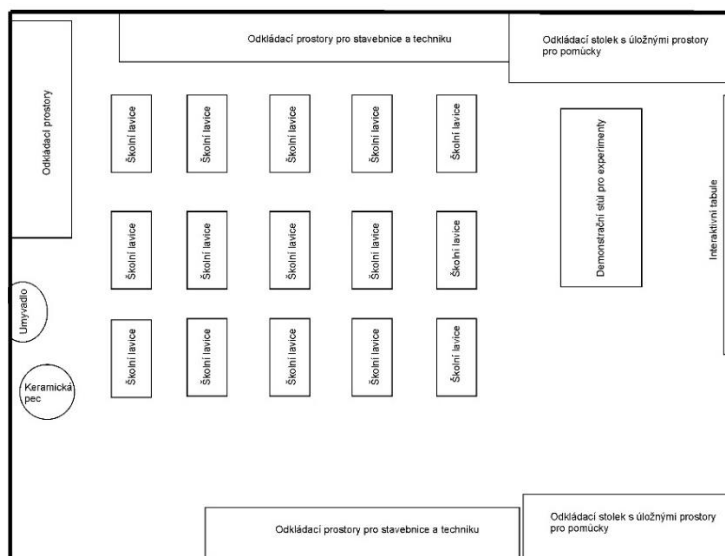 Odkládací prostory pro stavebnice a techniku
Odkládací stolek s úložnými prostory
pro pomůcky
Odkládací prostory
Školní lavice
Školní lavice
Školní lavice
Školní lavice
Školní lavice
Demonstrační stůl pro experimenty
Interaktivní tabule
Školní lavice
Školní lavice
Školní lavice
Školní lavice
Školní lavice
Umyvadlo
Školní lavice
Školní lavice
Školní lavice
Školní lavice
Školní lavice
Keramická
pec
Odkládací prostory pro stavebnice a techniku
Odkládací stolek s úložnými prostory
pro pomůcky